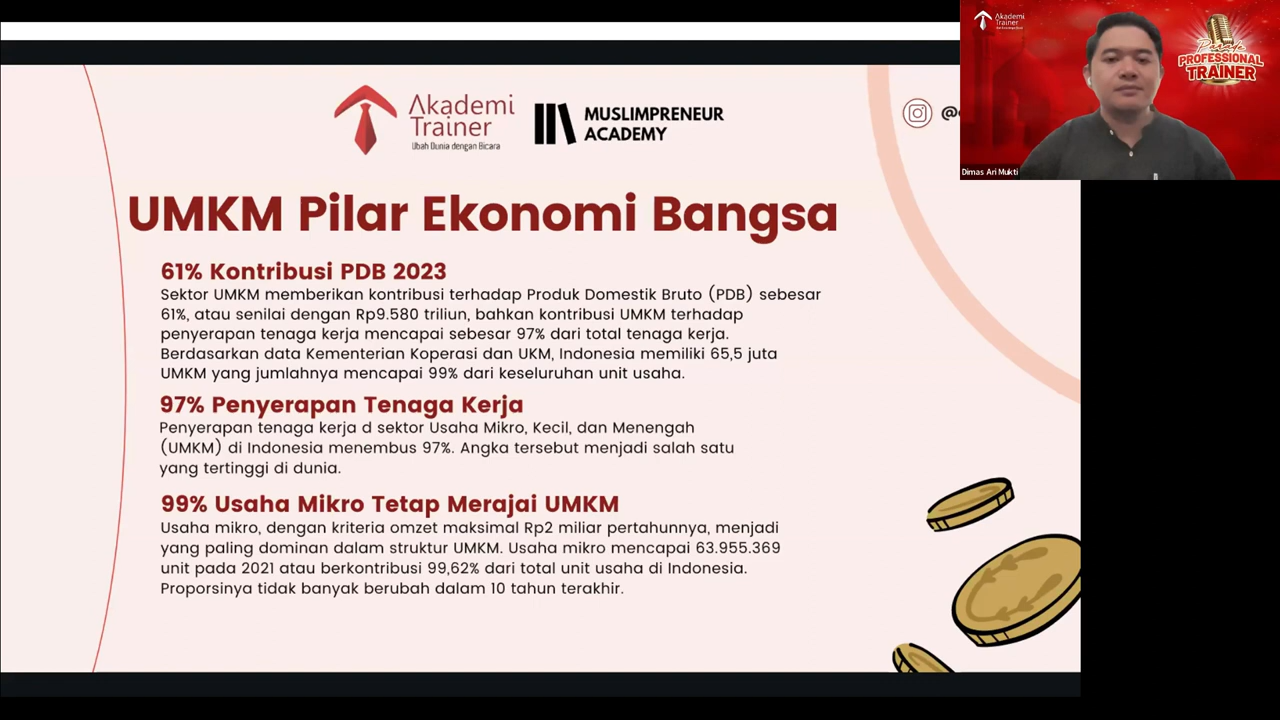 Akademi
Trainer
Ubah Dunia dengan Bicara
MUSLIMPRENEUR
ACADEMY
UMKM Pilar Ekonomi Bangsa
61% Kontribusi PDB 2023
Sektor UMKM memberikan kontribusi terhadap Produk Domestik Bruto (PDB) sebesar
61%, atau senilai dengan Rp9.580 triliun, bahkan kontribusi UMKM terhadap
penyerapan tenaga kerja mencapai sebesar 97% dari total tenaga kerja.
Berdasarkan data Kementerian Koperasi dan UKM, Indonesia memiliki 65,5 juta
UMKM yang jumlahnya mencapai 99% dari keseluruhan unit usaha.
97% Penyerapan Tenaga Kerja
Penyerapan tenaga kerja d sektor Usaha Mikro, Kecil, dan Menengah
(UMKM) di Indonesia menembus 97%. Angka tersebut menjadi salah satu
yang tertinggi di dunia.
99% Usaha Mikro Tetap Merajai UMKM
Usaha mikro, dengan kriteria omzet maksimal Rp2 miliar pertahunnya, menjadi
yang paling dominan dalam struktur UMKM. Usaha mikro mencapai 63.955.369
unit pada 2021 atau berkontribusi 99,62% dari total unit usaha di Indonesia.
Proporsinya tidak banyak berubah dalam 10 tahun terakhir.
Akademi
Trainer
PROFESSIONAL
TRAINER
Dimas Ari Mukti